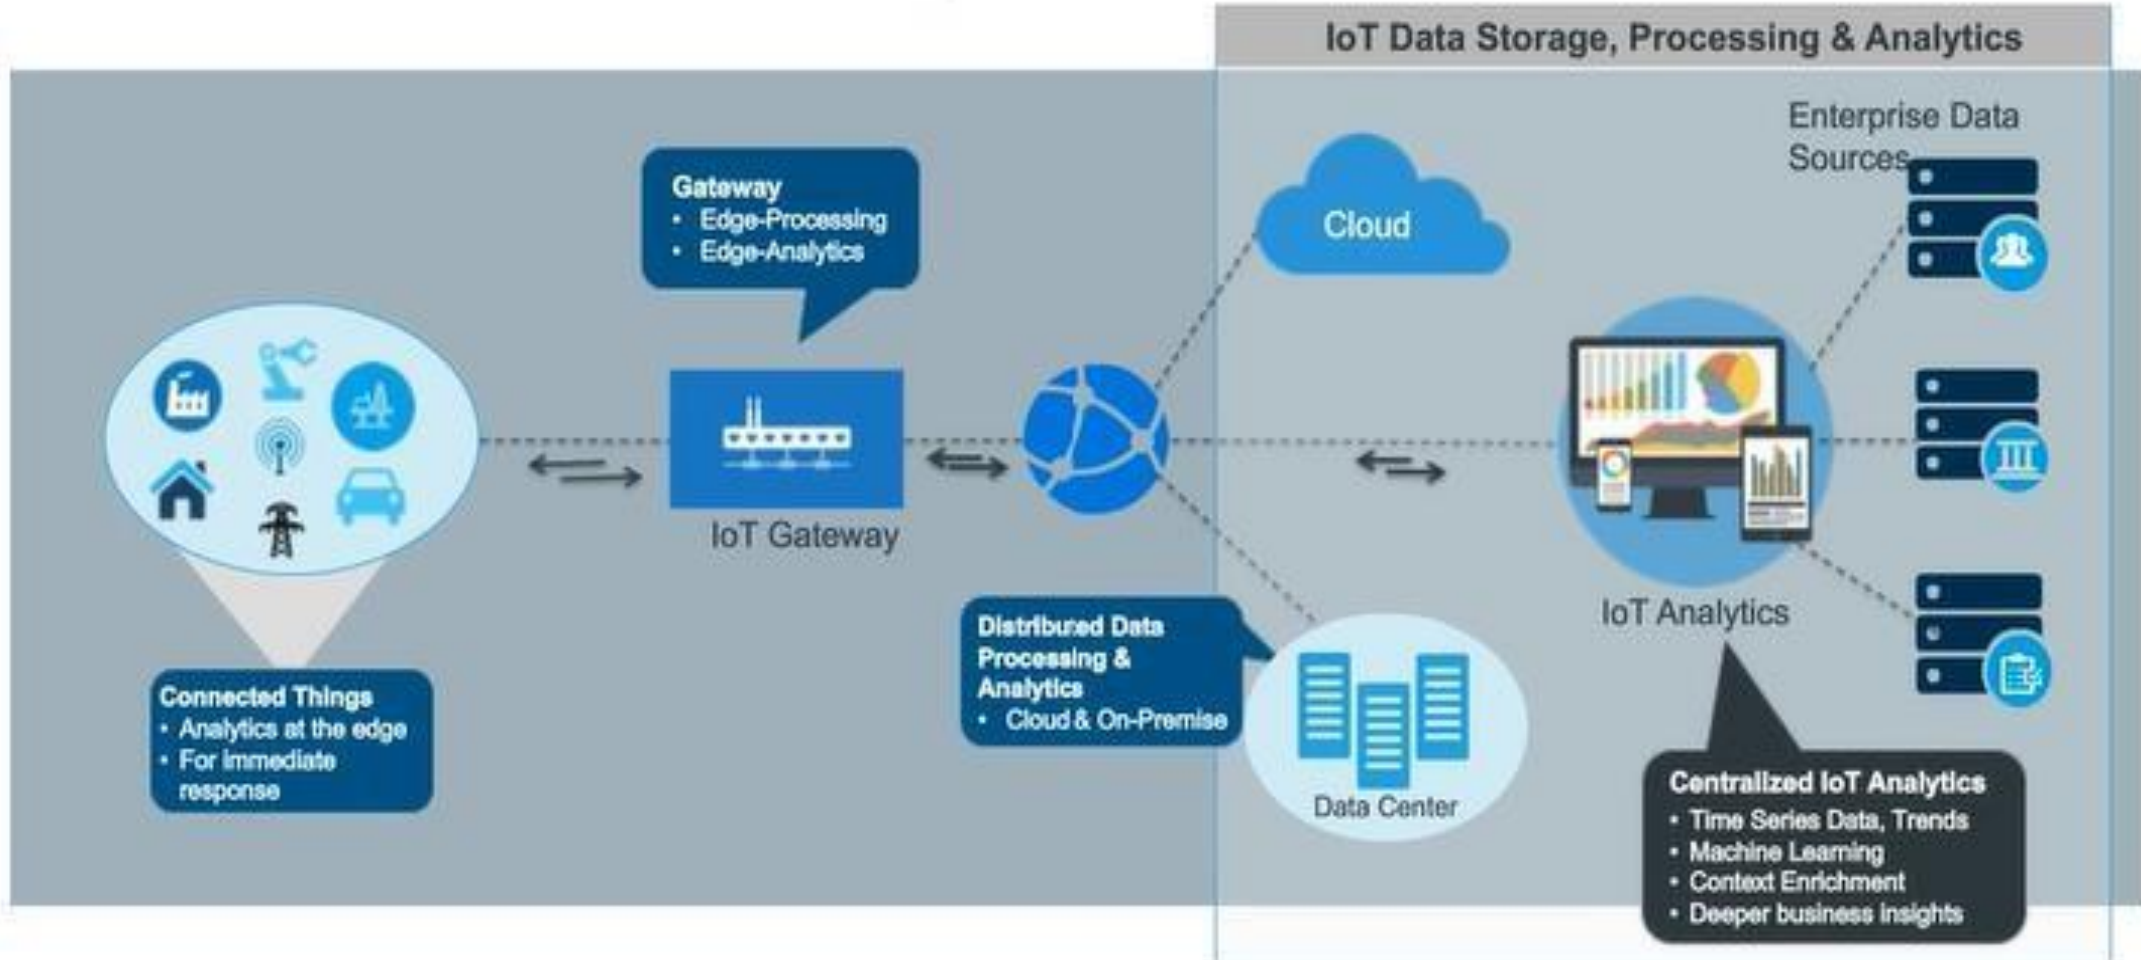 IoT Data Storage, Processing & Analytics
Enterprise Data
Sources
Gateway
• Edge-Processing
• Edge-Analytics
Cloud
IoT Gateway
IoT Analytics
Distributed Data
Processing &
Analytics
• Cloud & On-Premise
Connected Things
• Analytics at the edge
• For immediate
response
Data Center
Centralized IoT Analytics
• Time Series Data, Trends
• Machine Learning
• Context Enrichment
• Deeper business insights